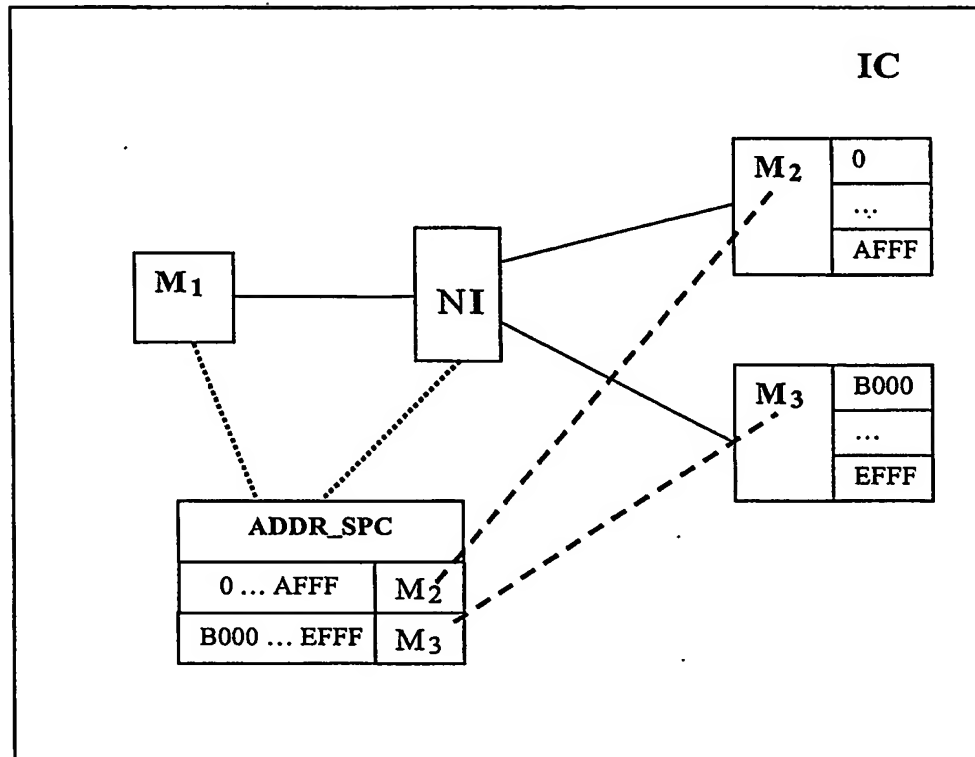 IC
M2
0
...
AFFF
M1
NI
M3
B000
...
EFFF
ADDR_SPC
0 ... AFFF
M2
B000 ... EFFF
M3